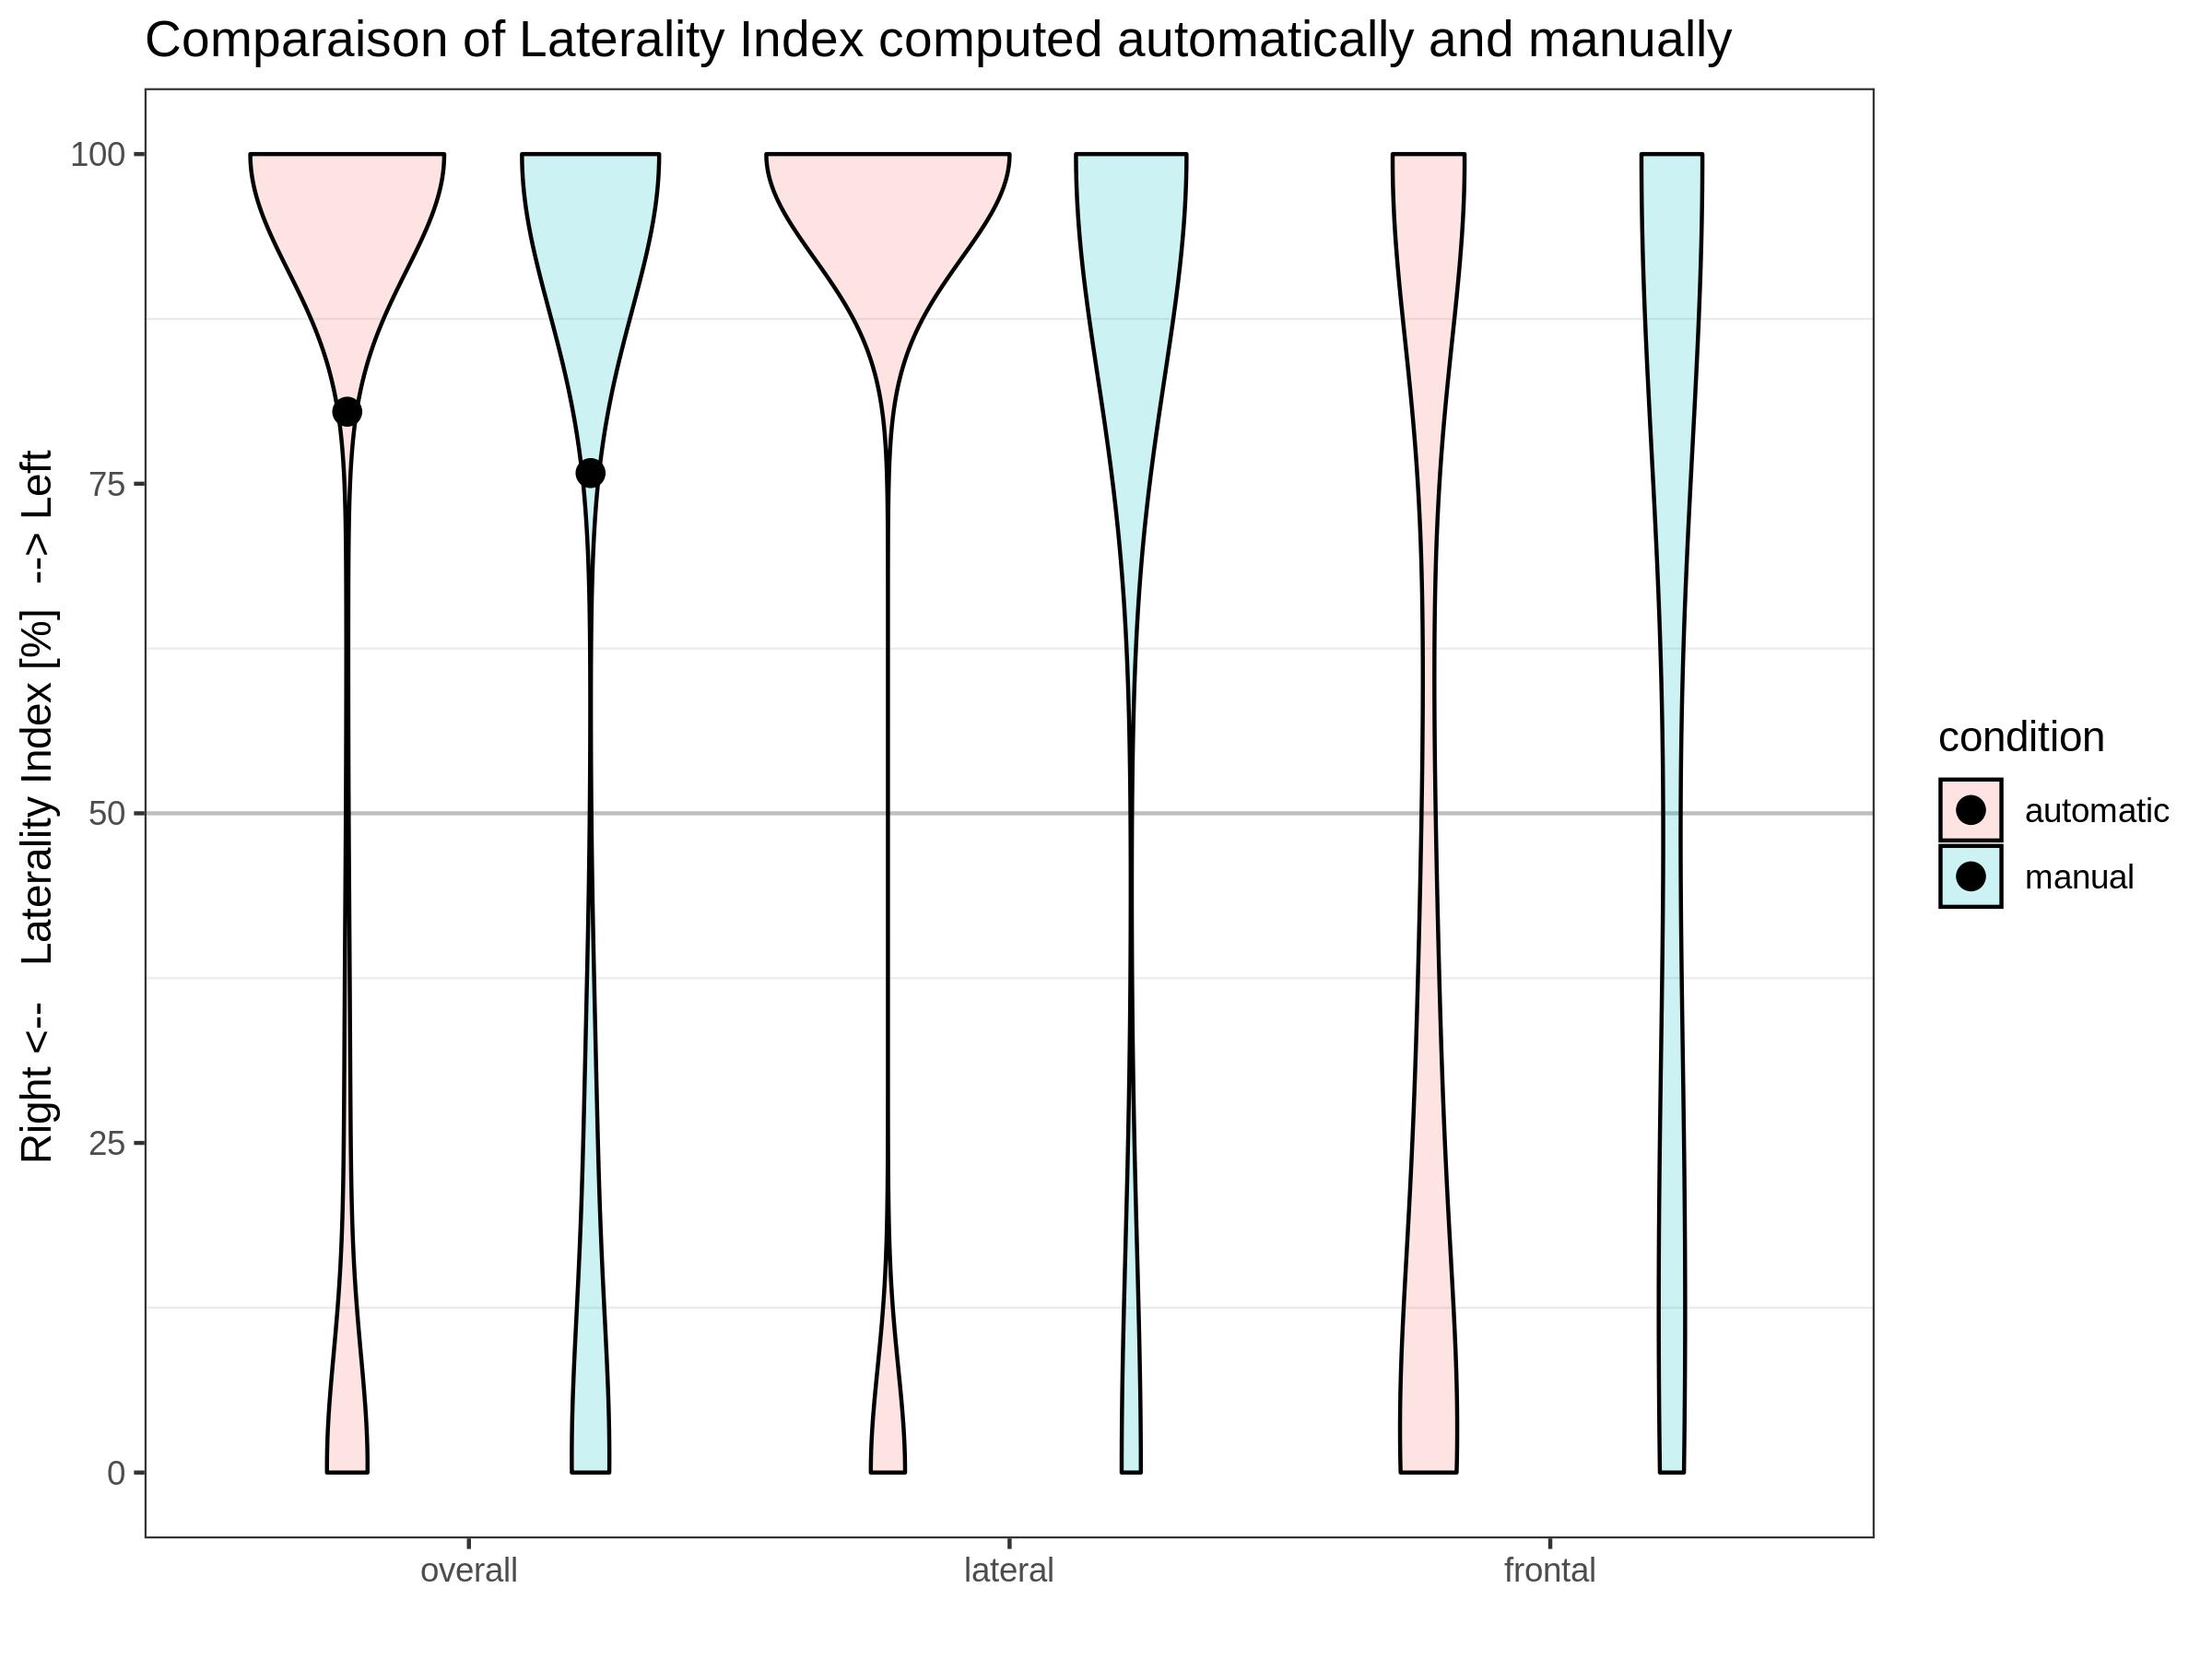 Comparaison of Laterality Index computed automatically and manually
Right <--   Laterality Index [%]  --> Left
100
75
50
25
0
overall
lateral
frontal
condition
automatic
manual